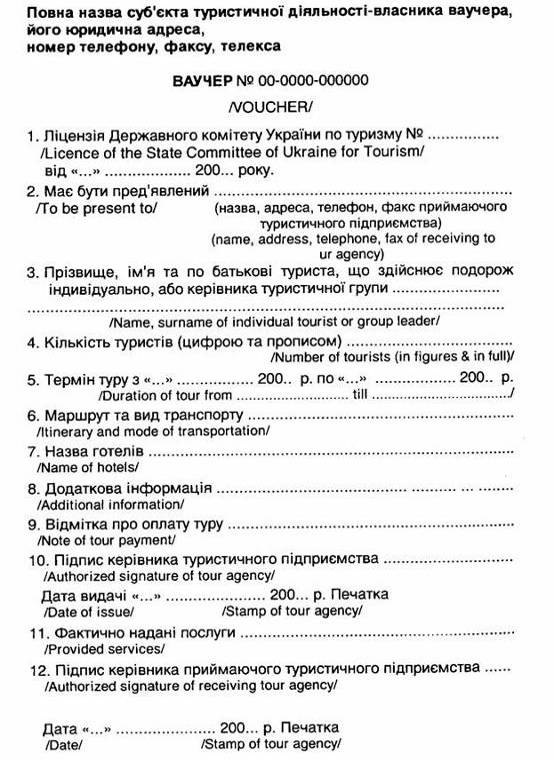 Повна назва суб'єкта туристичної діяльності-власника ваучера,
його юридична адреса,
номер телефону, факсу, телекса
ВАУЧЕР № 00-0000-000000
/VOUCHER/
1. Ліцензія Державного комітету України по туризму № ................
/Licence of the State Committee of Ukraine for Tourism/
від «...» ................... 200... року.
2. Має бути пред'явлений ...................................................................
/To be present to/ (назва, адреса, телефон, факс приймаючого
туристичного підприємства)
(name, address, telephone, fax of receiving to
ur agency)
3. Прізвище, ім'я та по батькові туриста, що здійснює подорож
індивідуально, або керівника туристичної групи ........................
............................................................................................................
/Name, surname of individual tourist or group leader/
4. Кількість туристів (цифрою та прописом) .....................................
/Number of tourists (in figures & in full)/
5. Термін туру з «...» ................. 200.. р. по «...» .................. 200.. р.
/Duration of tour from ......................... till ................................/
6. Маршрут та вид транспорту ............................................................
/Itinerary and mode of transportation/
7. Назва готелів ..................................................................................
/Name of hotels/
8. Додаткова інформація ........................................... ........ ... .........
/Additional information/
9. Відмітка про оплату туру ................................................................
/Note of tour payment/
10. Підпис керівника туристичного підприємства .............................
/Authorized signature of tour agency/
Дата видачі «...» ...................... 200... р. Печатка
/Date of issue/ /Stamp of tour agency/
11. Фактично надані послуги ..............................................................
/Provided services/
12. Підпис керівника приймаючого туристичного підприємства ......
/Authorized signature of receiving tour agency/
Дата «...» ...................... 200... р. Печатка
/Date/ /Stamp of tour agency/